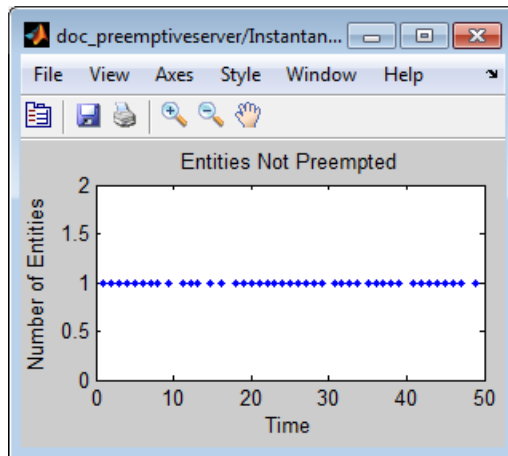 doc_preemptiveserver/Instantan...
File View Axes Style Window Help
Entities Not Preempted
Number of Entities
2
1.5
1
0.5
0
0 10 20 30 40 50
Time